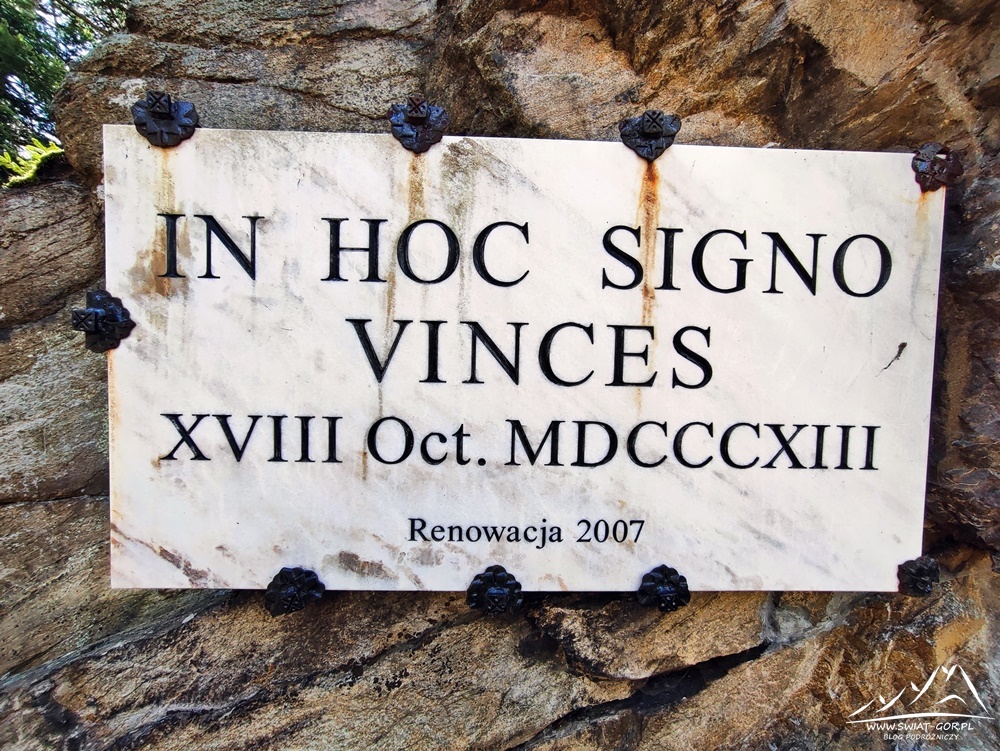 IN HOC SIGNO
VINCES
XVIII Oct. MDCCCXIII
Renowacja 2007
WWW.SWIAT-GOR.PL
BLOG PODRÓŻNICZY